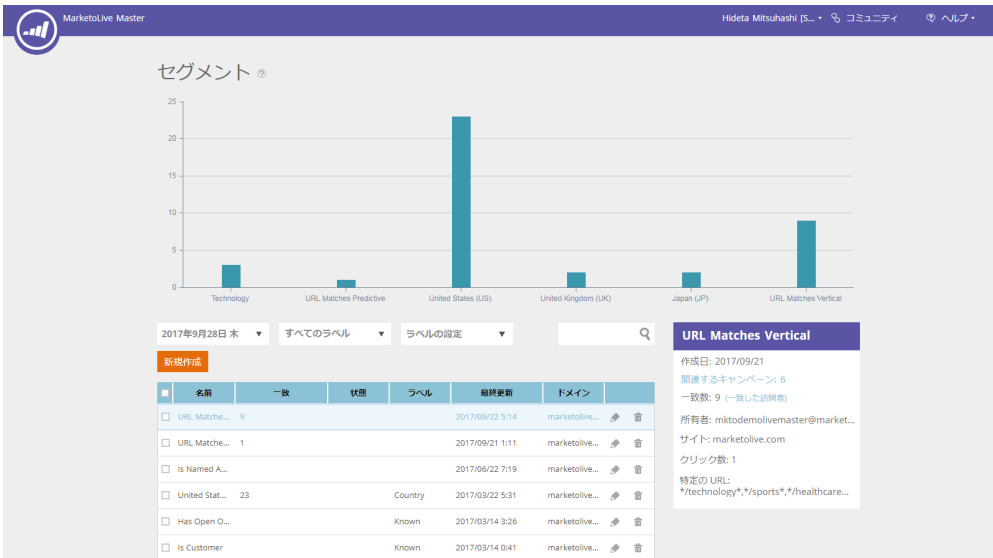 MarketoLive Master
Hideta Mitsuhashi [S... コミュニティ ヘルプ
セグメント
25
20
15
10
5
0
Technology URL Matches Predictive United States (US) United Kingdom (UK) Japan (JP) URL Matches Vertical
2017年9月28日 木 すべてのラベル ラベルの設定
新規作成
名前 一致 状態 ラベル 最終更新 ドメイン
URL Matche... 9 2017/09/22 5:14 marketolive...
URL Matche... 1 2017/09/21 1:11 marketolive...
Is Named A... 2017/06/22 7:19 marketolive...
United Stat... 23 Country 2017/03/22 5:31 marketolive...
Has Open O... Known 2017/03/14 3:26 marketolive...
Is Customer Known 2017/03/14 0:41 marketolive...
URL Matches Vertical
作成日: 2017/09/21
関連するキャンペーン: 6
一致数: 9 (一致した訪問者)
所有者: mktodemolivemaster@market...
サイト: marketolive.com
クリック数: 1
特定の URL:
*/technology*,*/sports*,*/healthcare...